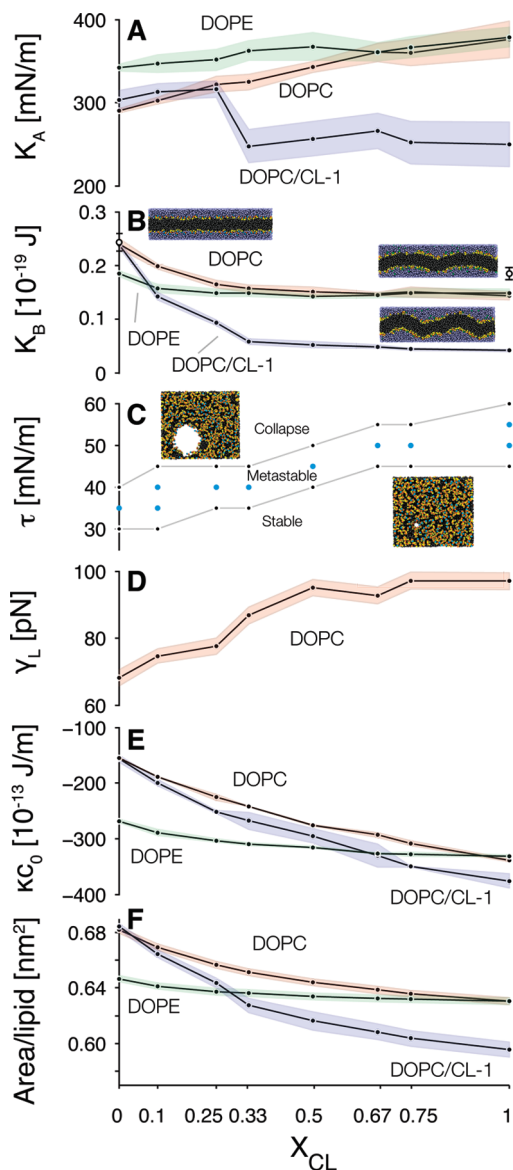 A
K_A [mN/m]
400
300
200
DOPE
DOPC
DOPC/CL-1
B
K_B [10⁻¹⁹ J]
0.3
0.2
0.1
0
DOPC
DOPE
DOPC/CL-1
C
τ [mN/m]
60
50
40
30
Collapse
Metastable
Stable
D
γ_L [pN]
100
80
60
DOPC
E
κc₀ [10⁻¹³ J/m]
−100
−200
−300
−400
DOPC
DOPE
DOPC/CL-1
F
Area/lipid [nm²]
0.68
0.64
0.60
DOPC
DOPE
DOPC/CL-1
0 0.1 0.25 0.33 0.5 0.67 0.75 1
X_CL